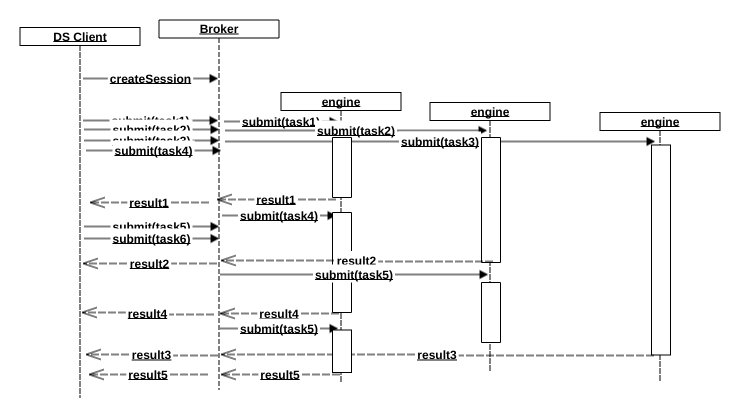 Broker
DS Client
createSession
engine
engine
engine
submit(task1)
submit(task1)
submit(task2)
submit(task2)
submit(task3)
submit(task3)
submit(task4)
result1
result1
submit(task4)
submit(task5)
submit(task6)
result2
result2
submit(task5)
result4
result4
submit(task5)
result3
result3
result5
result5